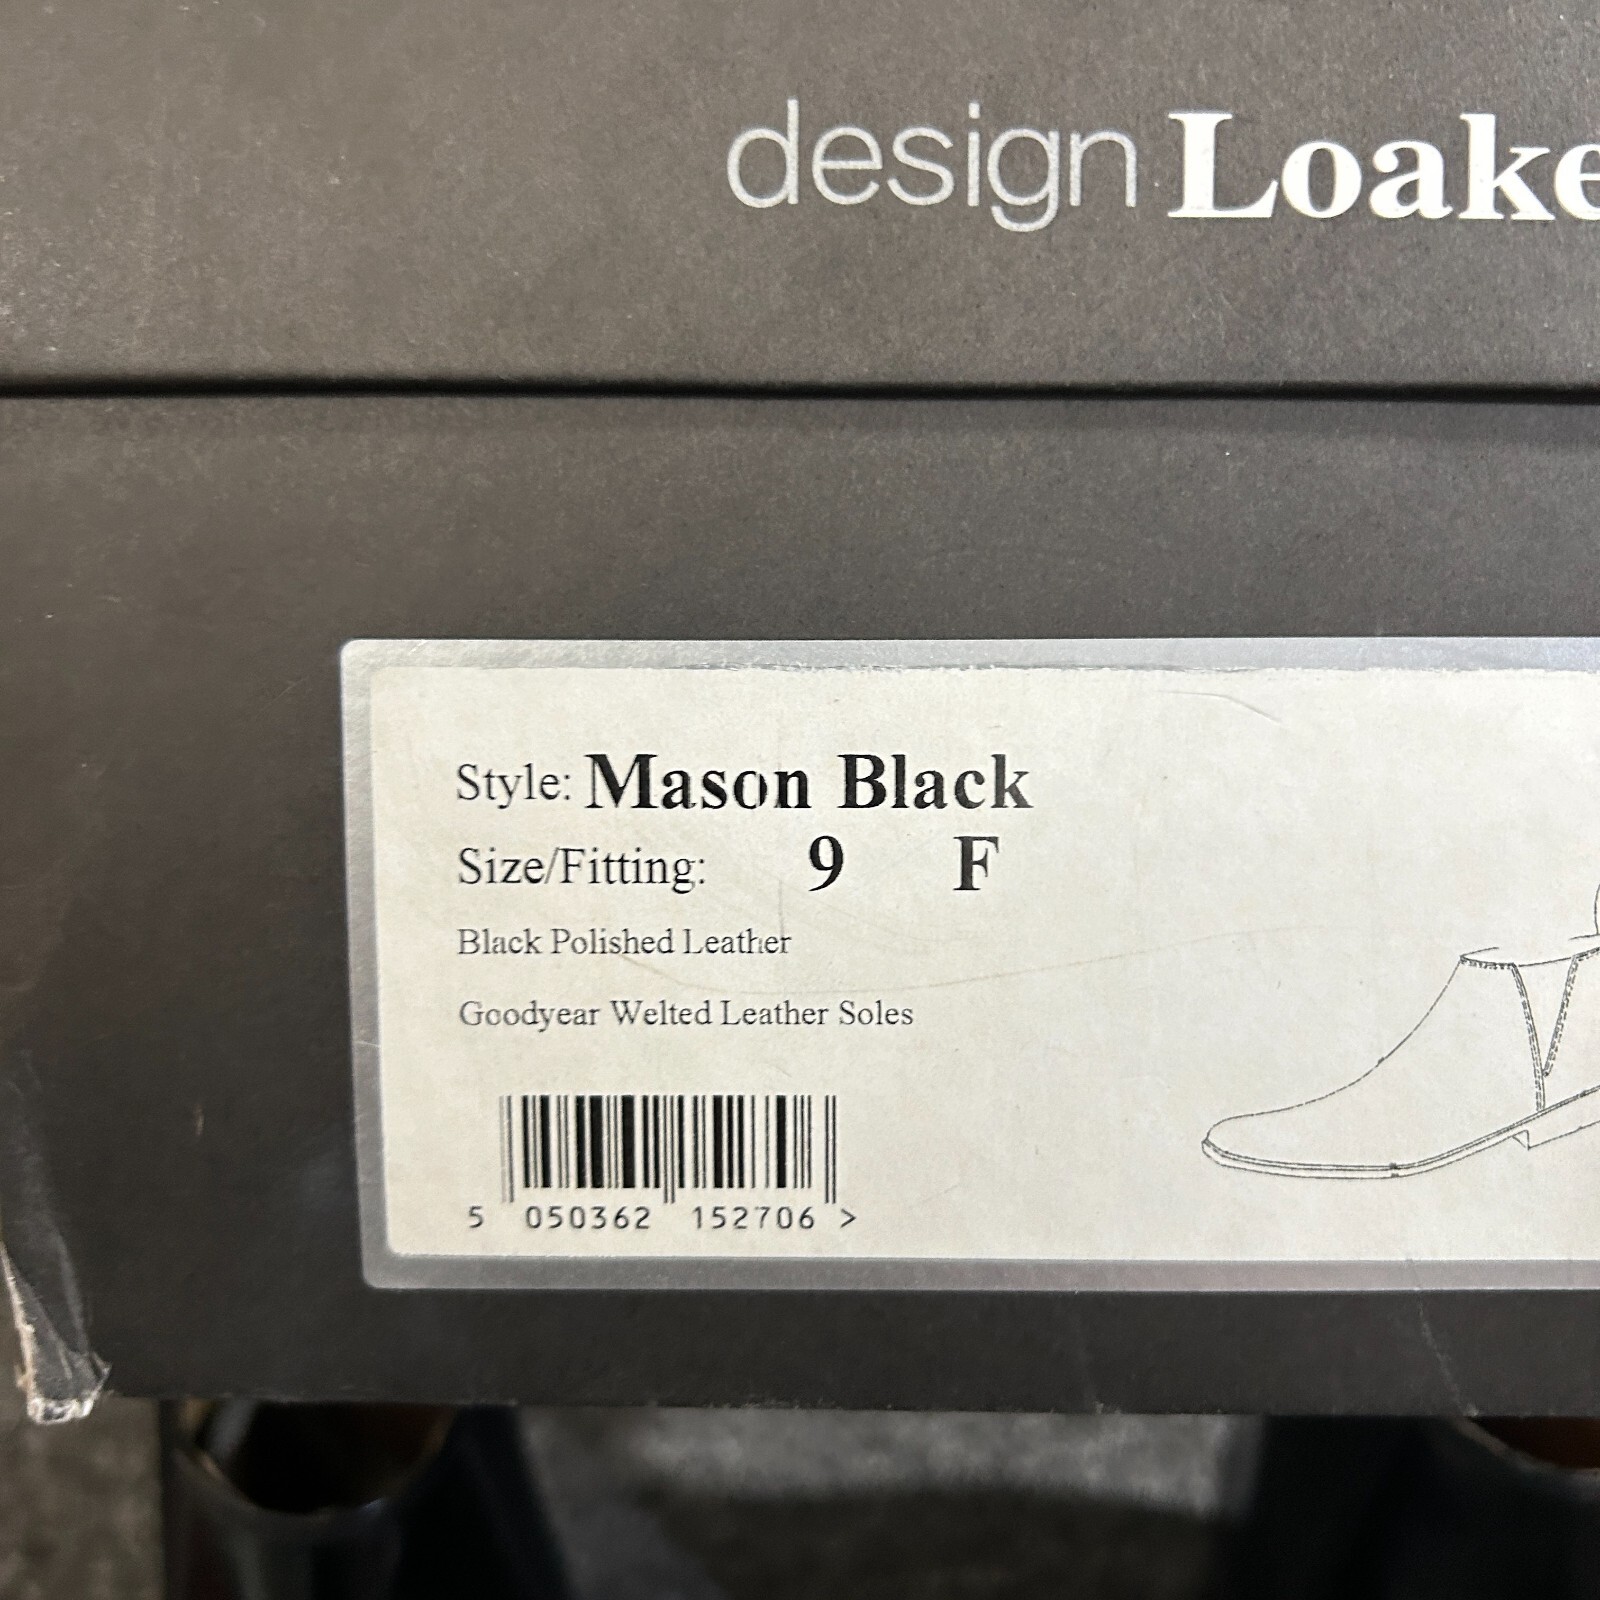 design Loake
Style: Mason Black
Size/Fitting: 9 F
Black Polished Leather
Goodyear Welted Leather Soles
5 050362 152706 >